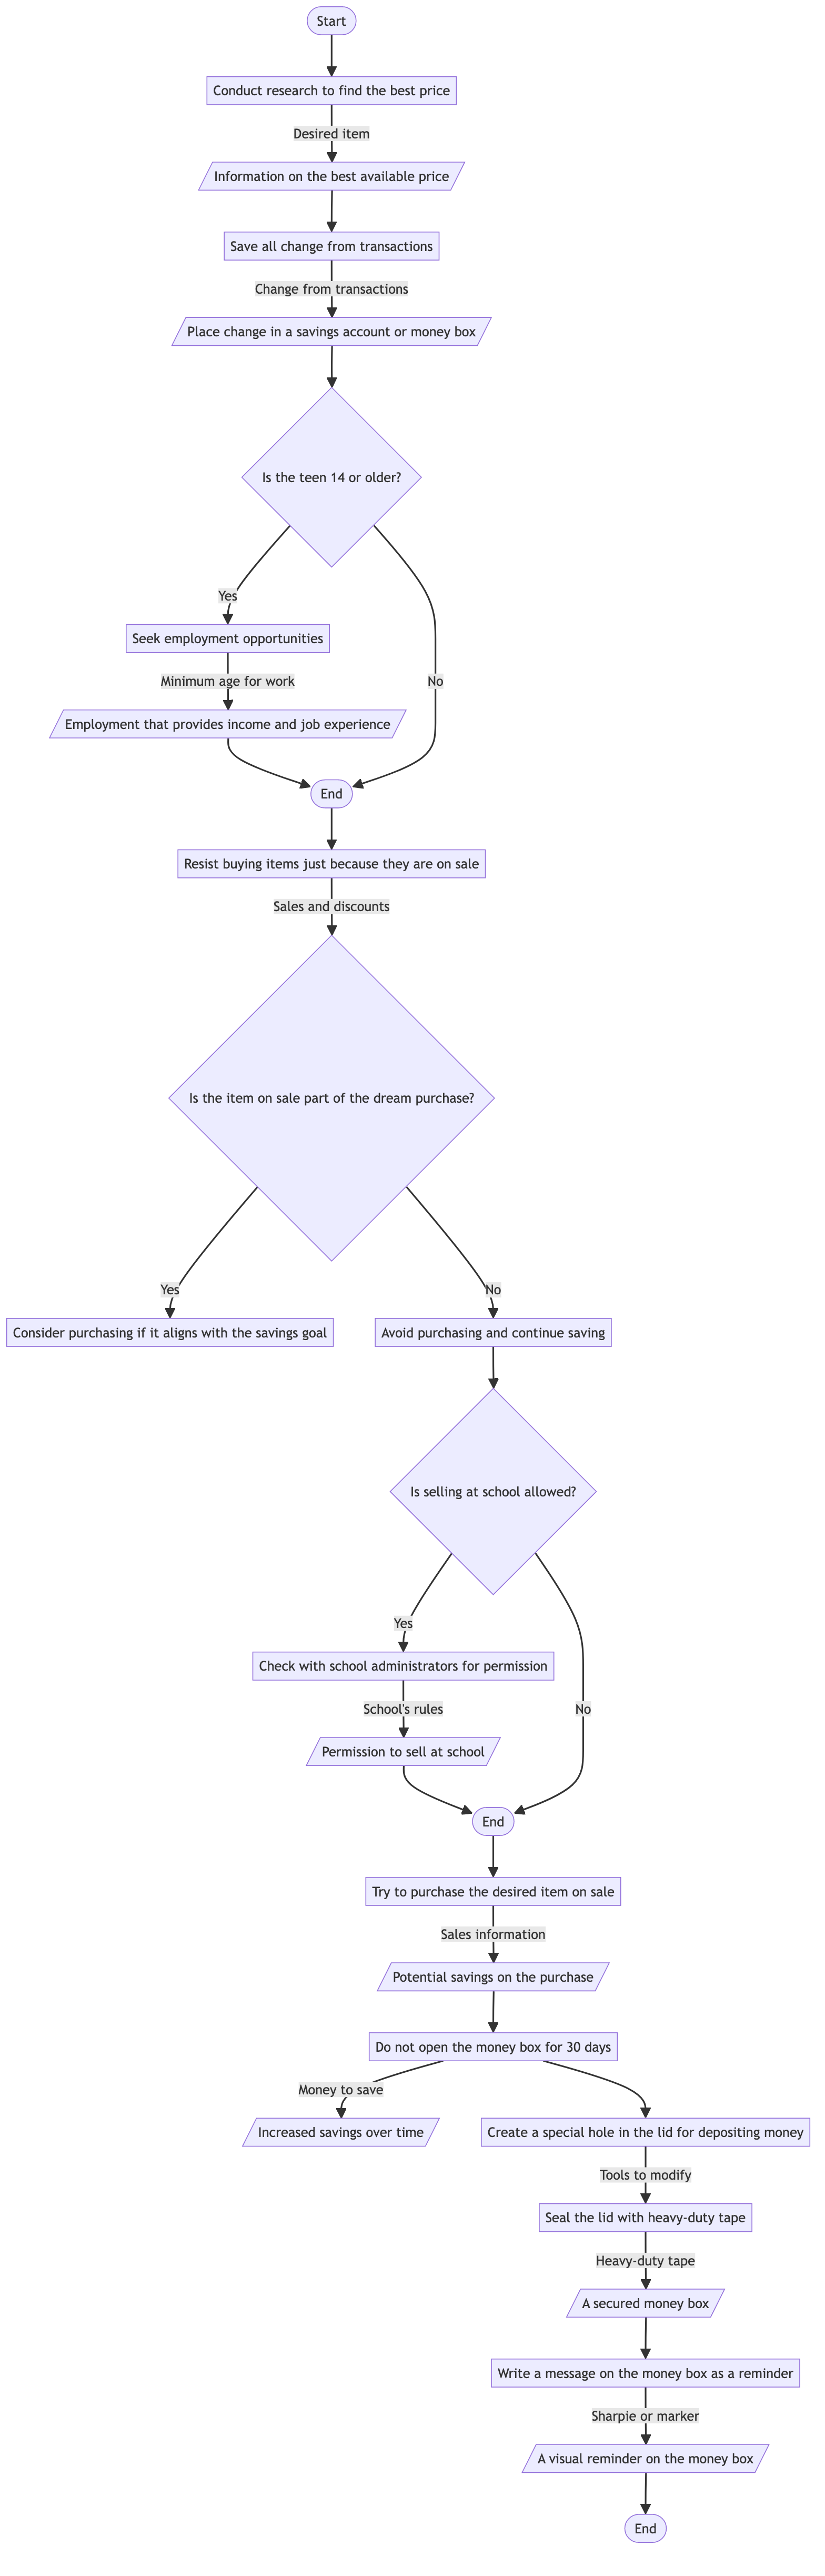 Start
Conduct research to find the best price
Desired item
Information on the best available price
Save all change from transactions
Change from transactions
Place change in a savings account or money box
Is the teen 14 or older?
Yes
Seek employment opportunities
Minimum age for work
No
Employment that provides income and job experience
End
Resist buying items just because they are on sale
Sales and discounts
Is the item on sale part of the dream purchase?
Yes
No
Consider purchasing if it aligns with the savings goal
Avoid purchasing and continue saving
Is selling at school allowed?
Yes
Check with school administrators for permission
School's rules
No
Permission to sell at school
End
Try to purchase the desired item on sale
Sales information
Potential savings on the purchase
Do not open the money box for 30 days
Money to save
Increased savings over time
Create a special hole in the lid for depositing money
Tools to modify
Seal the lid with heavy-duty tape
Heavy-duty tape
A secured money box
Write a message on the money box as a reminder
Sharpie or marker
A visual reminder on the money box
End